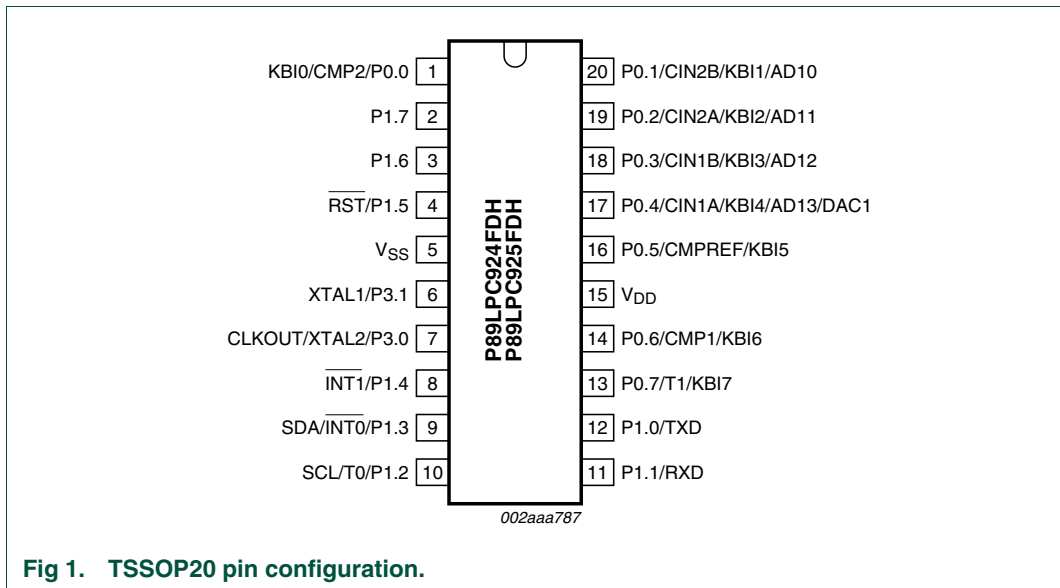 KBI0/CMP2/P0.0 1
P1.7 2
P1.6 3
RST/P1.5 4
VSS 5
XTAL1/P3.1 6
CLKOUT/XTAL2/P3.0 7
INT1/P1.4 8
SDA/INT0/P1.3 9
SCL/T0/P1.2 10
P89LPC924FDH
P89LPC925FDH
20 P0.1/CIN2B/KBI1/AD10
19 P0.2/CIN2A/KBI2/AD11
18 P0.3/CIN1B/KBI3/AD12
17 P0.4/CIN1A/KBI4/AD13/DAC1
16 P0.5/CMPREF/KBI5
15 VDD
14 P0.6/CMP1/KBI6
13 P0.7/T1/KBI7
12 P1.0/TXD
11 P1.1/RXD
002aaa787
Fig 1. TSSOP20 pin configuration.